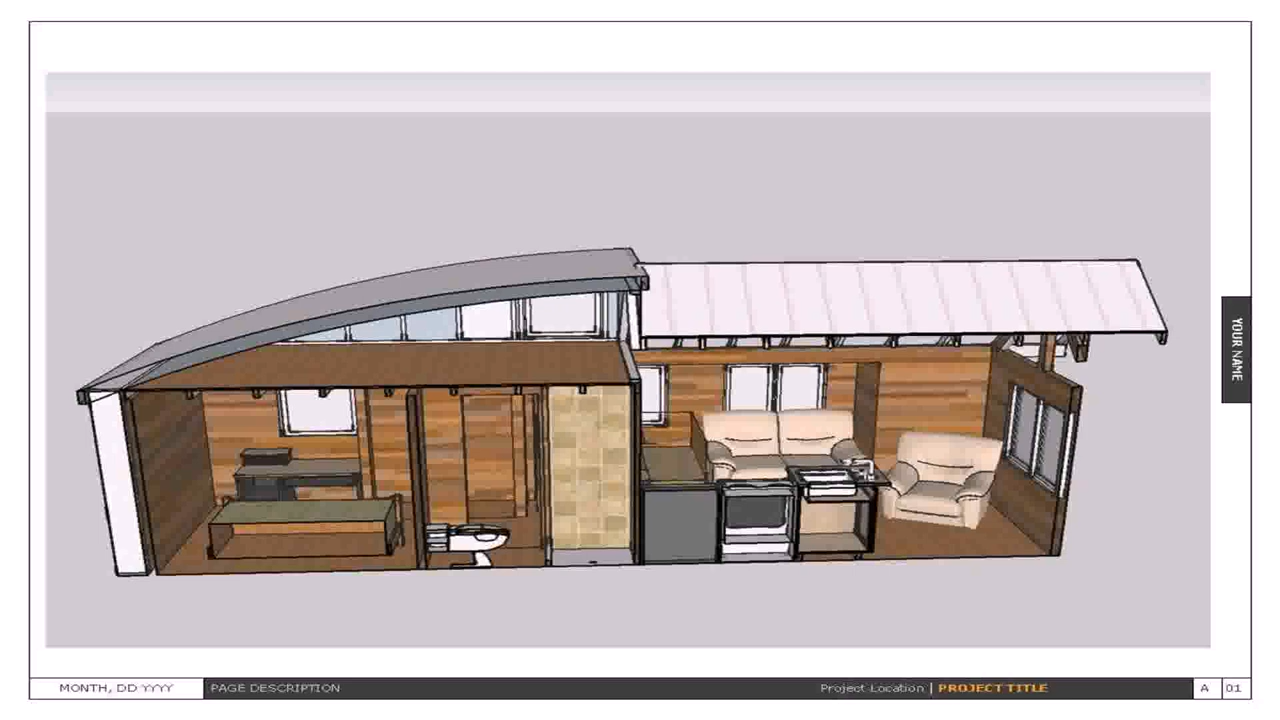 YOUR NAME
MONTH, DD YYYY
PAGE DESCRIPTION
Project Location | PROJECT TITLE
A 01